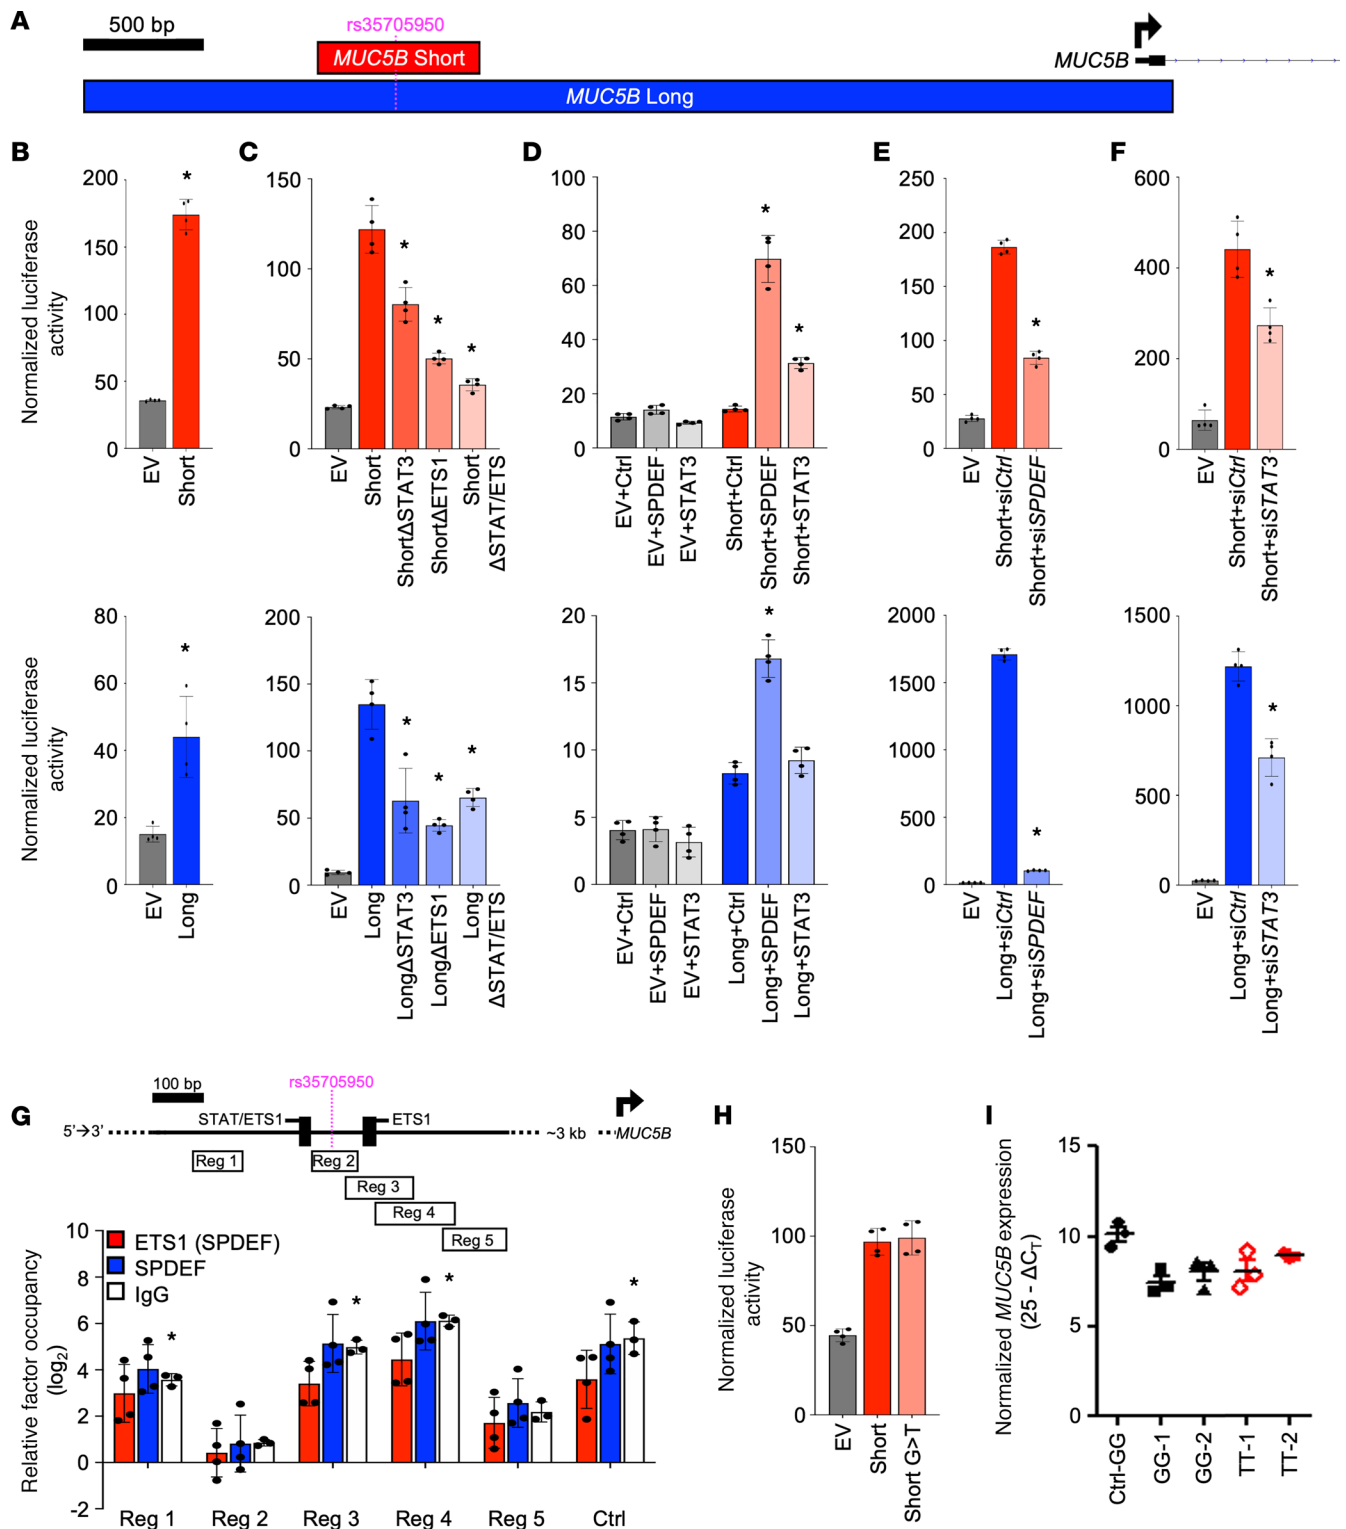 A
500 bp
rs35705950
MUC5B Short
MUC5B
MUC5B Long
B
C
D
E
F
Normalized luciferase
activity
200
150
100
50
0
EV
Short
*
150
100
50
0
EV
Short
ShortΔSTAT3
ShortΔETS1
Short
ΔSTAT/ETS
*
*
*
100
80
60
40
20
0
EV+Ctrl
EV+SPDEF
EV+STAT3
Short+Ctrl
Short+SPDEF
Short+STAT3
*
*
250
200
150
100
50
0
EV
Short+siCtrl
Short+siSPDEF
*
600
400
200
0
EV
Short+siCtrl
Short+siSTAT3
*
Normalized luciferase
activity
80
60
40
20
0
EV
Long
*
200
150
100
50
0
EV
Long
LongΔSTAT3
LongΔETS1
Long
ΔSTAT/ETS
*
*
*
20
15
10
5
0
EV+Ctrl
EV+SPDEF
EV+STAT3
Long+Ctrl
Long+SPDEF
Long+STAT3
*
2000
1500
1000
500
0
EV
Long+siCtrl
Long+siSPDEF
*
1500
1000
500
0
EV
Long+siCtrl
Long+siSTAT3
*
G
100 bp
rs35705950
STAT/ETS1
ETS1
5'→3'
~3 kb
MUC5B
Reg 1
Reg 2
Reg 3
Reg 4
Reg 5
ETS1 (SPDEF)
SPDEF
IgG
Relative factor occupancy
(log2)
10
8
6
4
2
0
-2
*
*
*
*
Reg 1
Reg 2
Reg 3
Reg 4
Reg 5
Ctrl
H
Normalized luciferase
activity
150
100
50
0
EV
Short
Short G>T
I
Normalized MUC5B expression
(25 - ΔCT)
15
10
5
0
Ctrl-GG
GG-1
GG-2
TT-1
TT-2